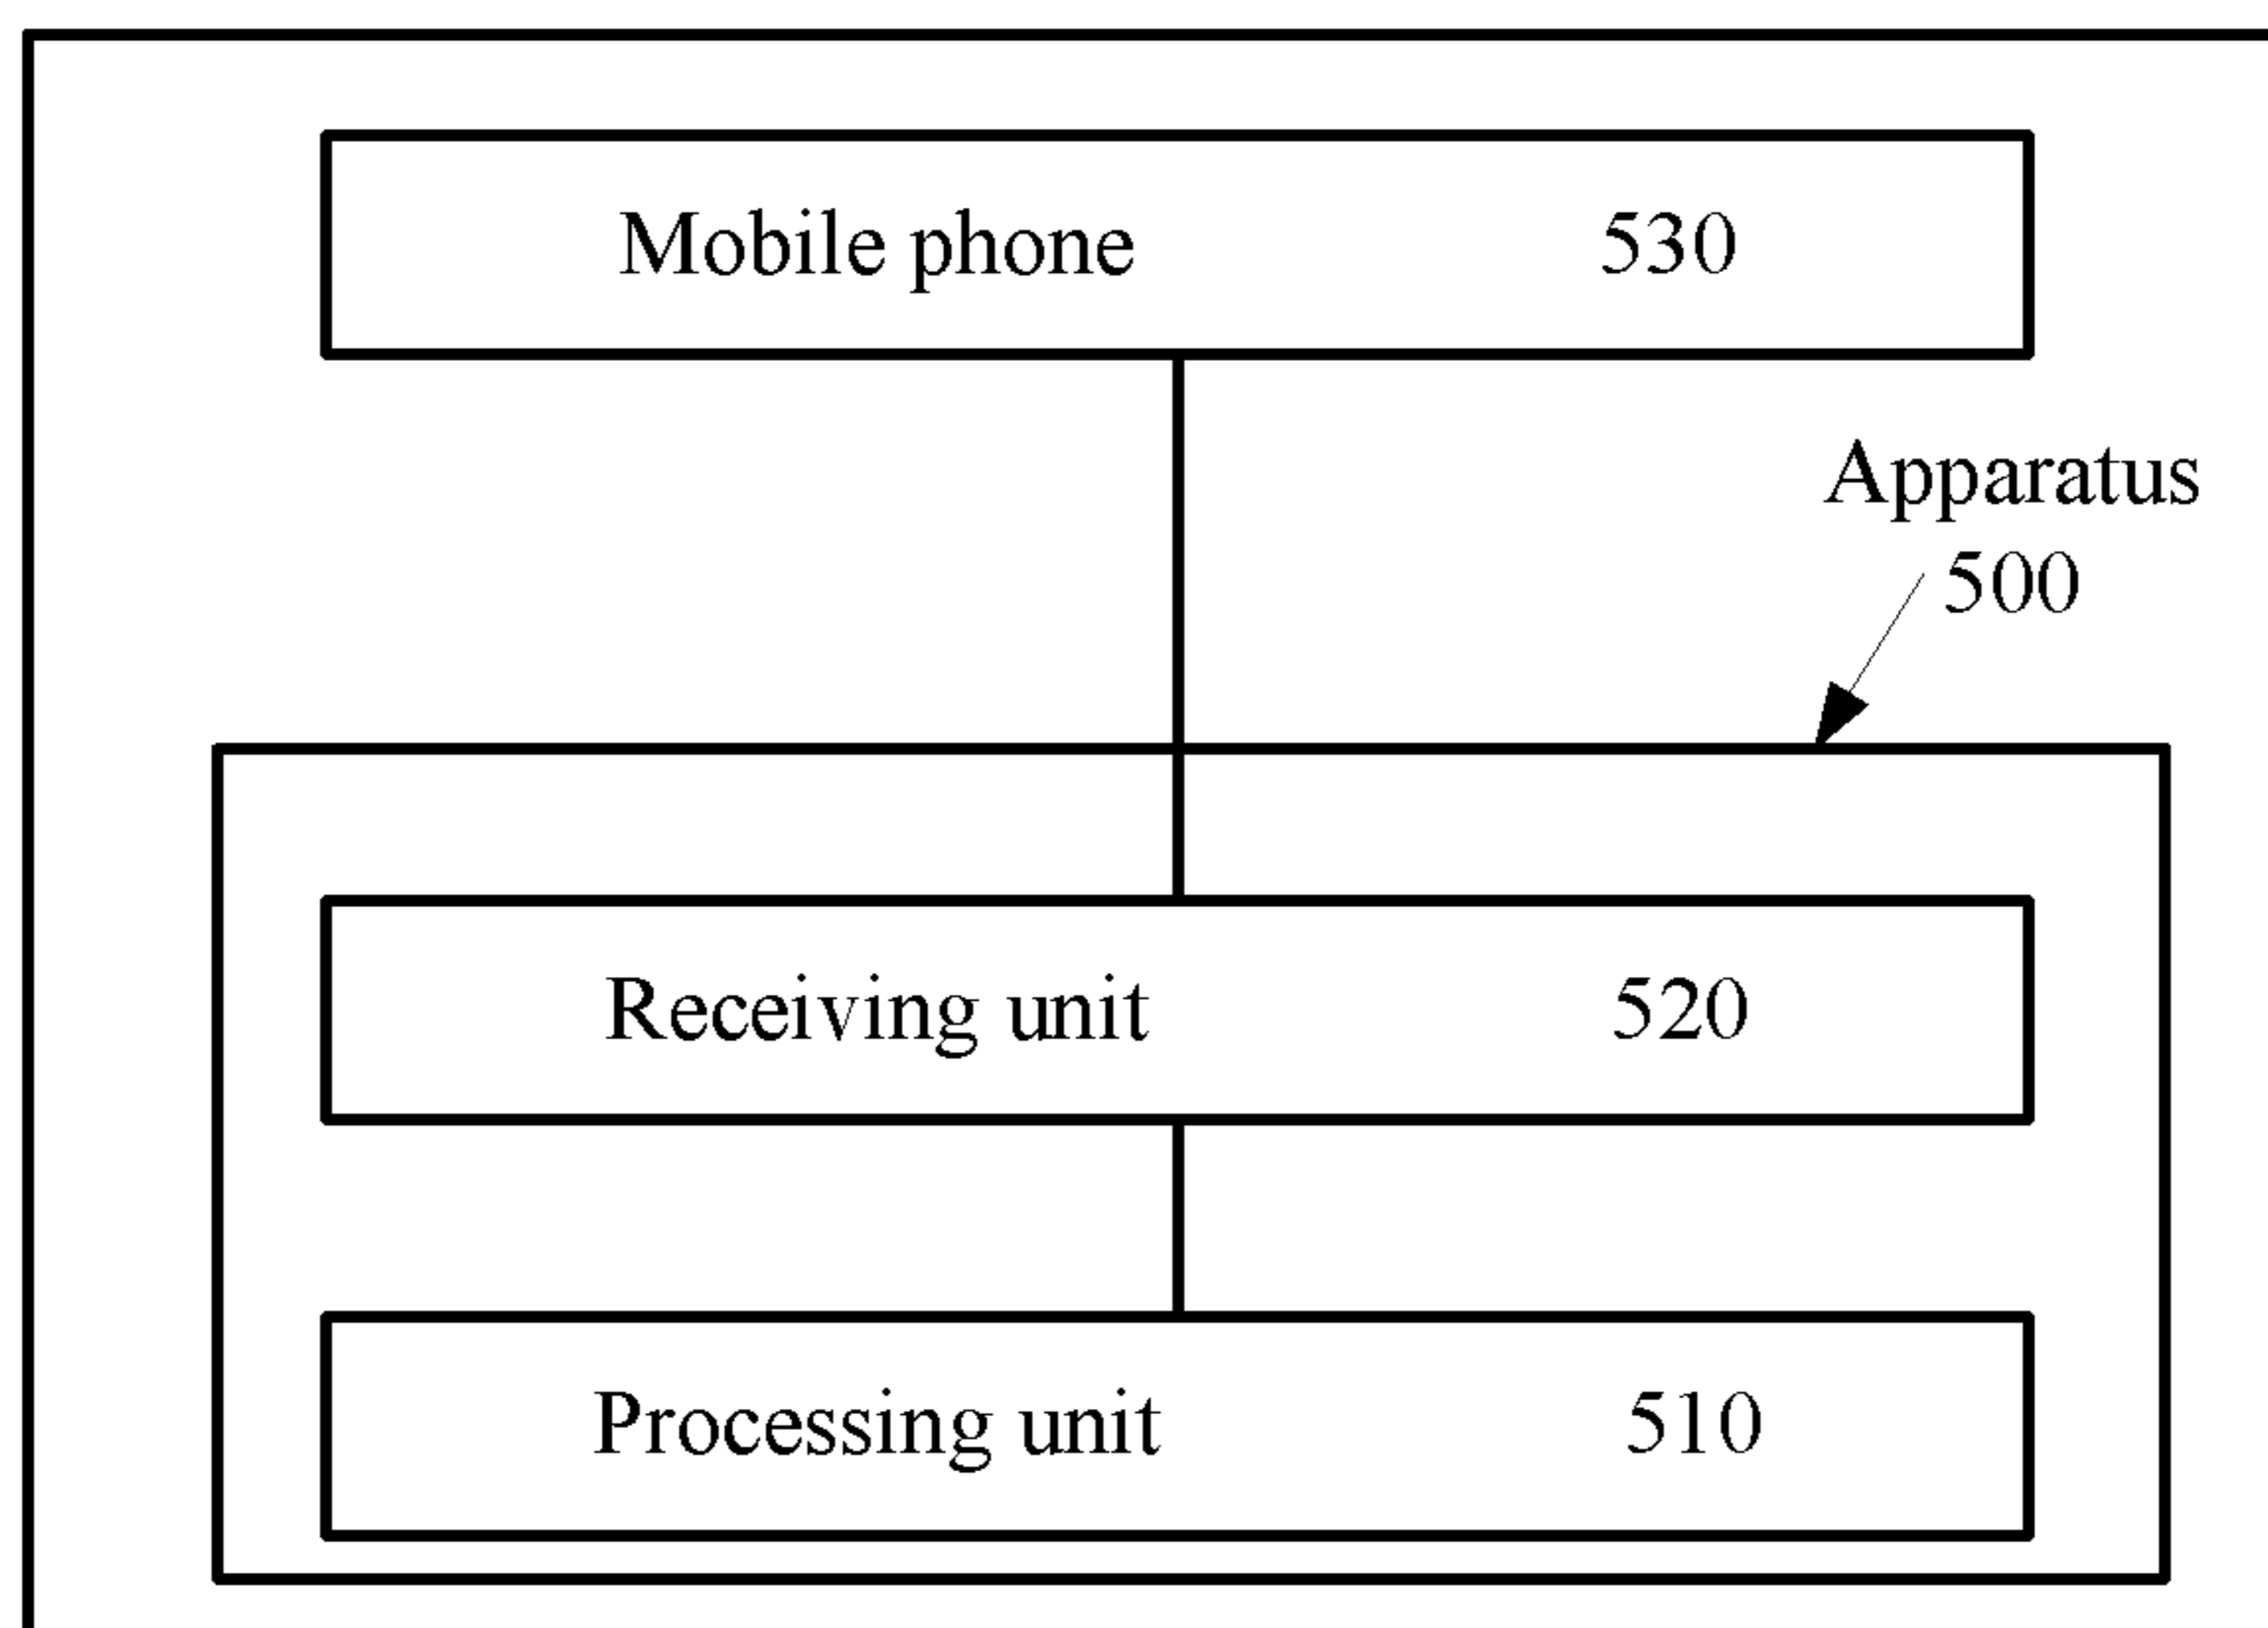 Mobile phone 530
Apparatus
500
Receiving unit 520
Processing unit 510